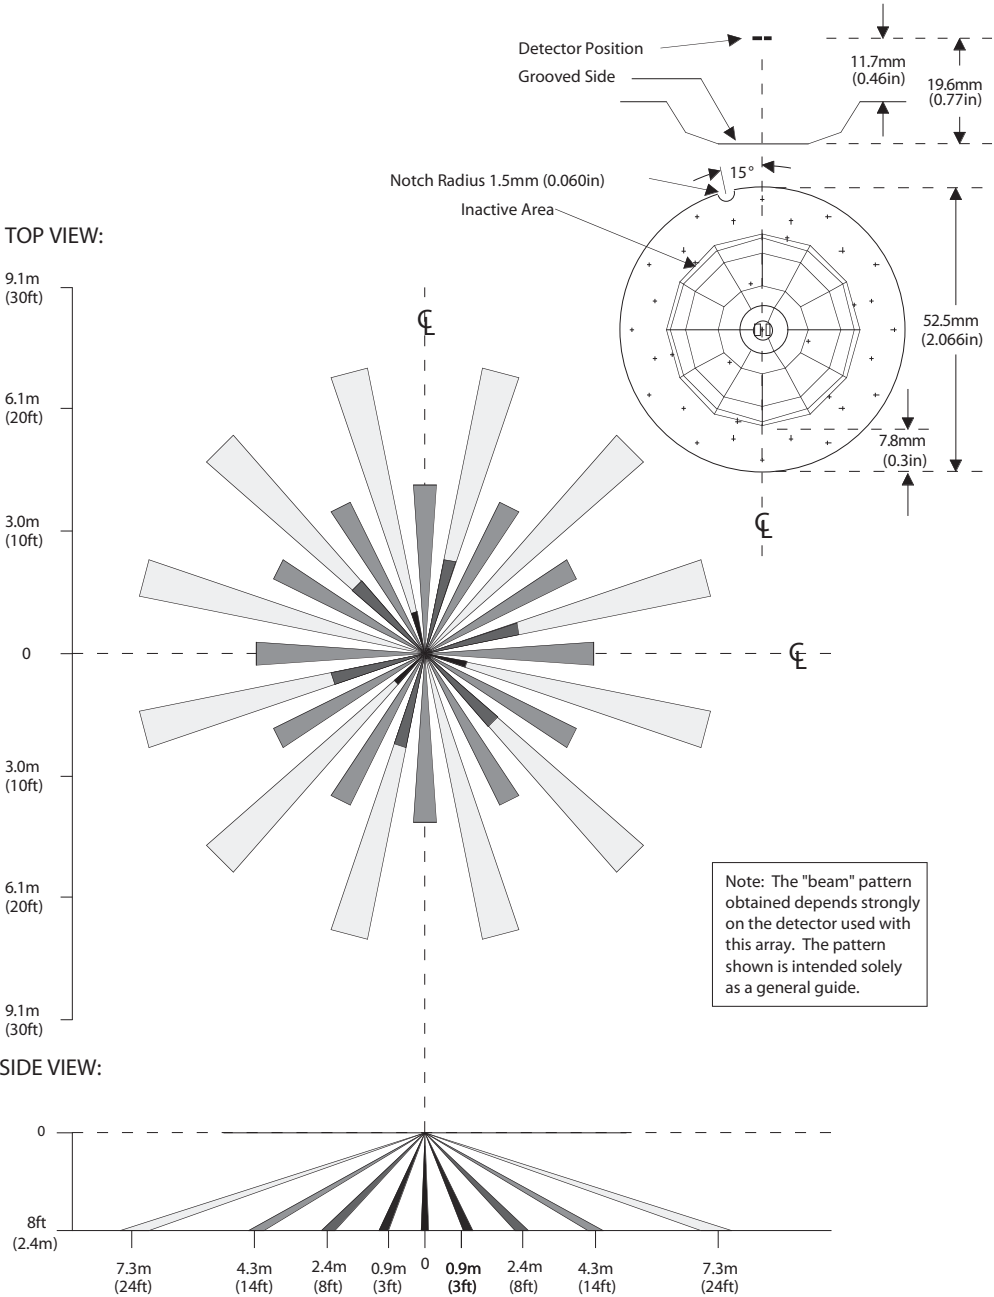 Detector Position
Grooved Side
11.7mm
(0.46in)
19.6mm
(0.77in)
15°
Notch Radius 1.5mm (0.060in)
Inactive Area
52.5mm
(2.066in)
7.8mm
(0.3in)
℄
TOP VIEW:
9.1m
(30ft)
℄
6.1m
(20ft)
3.0m
(10ft)
0
℄
3.0m
(10ft)
6.1m
(20ft)
9.1m
(30ft)
Note: The "beam" pattern
obtained depends strongly
on the detector used with
this array. The pattern
shown is intended solely
as a general guide.
SIDE VIEW:
0
8ft
(2.4m)
7.3m
(24ft)
4.3m
(14ft)
2.4m
(8ft)
0.9m
(3ft)
0
0.9m
(3ft)
2.4m
(8ft)
4.3m
(14ft)
7.3m
(24ft)